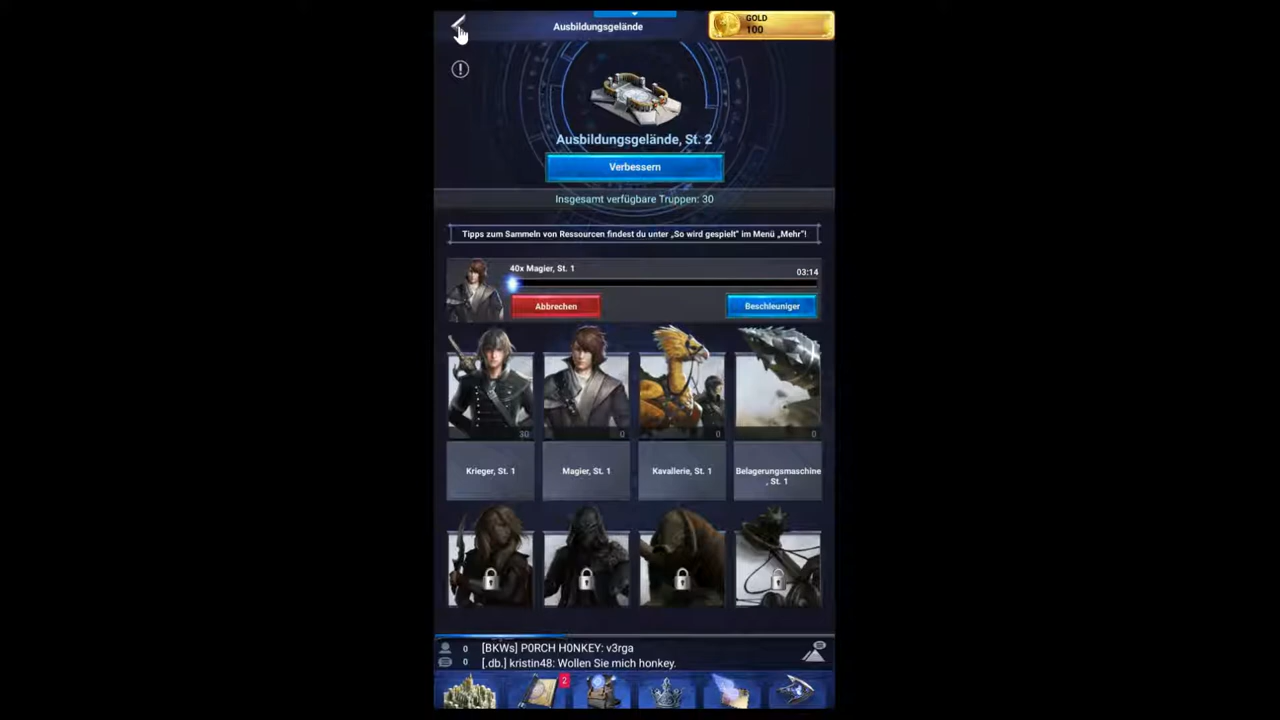 Ausbildungsgelände
GOLD
100
Ausbildungsgelände, St. 2
Verbessern
Insgesamt verfügbare Truppen: 30
Tipps zum Sammeln von Ressourcen findest du unter „So wird gespielt" im Menü „Mehr"!
40x Magier, St. 1
03:14
Abbrechen
Beschleuniger
30
0
0
0
Krieger, St. 1
Magier, St. 1
Kavallerie, St. 1
Belagerungsmaschine
, St. 1
0 [BKWs] P0RCH H0NKEY: v3rga
0 [.db.] kristin48: Wollen Sie mich honkey.
2